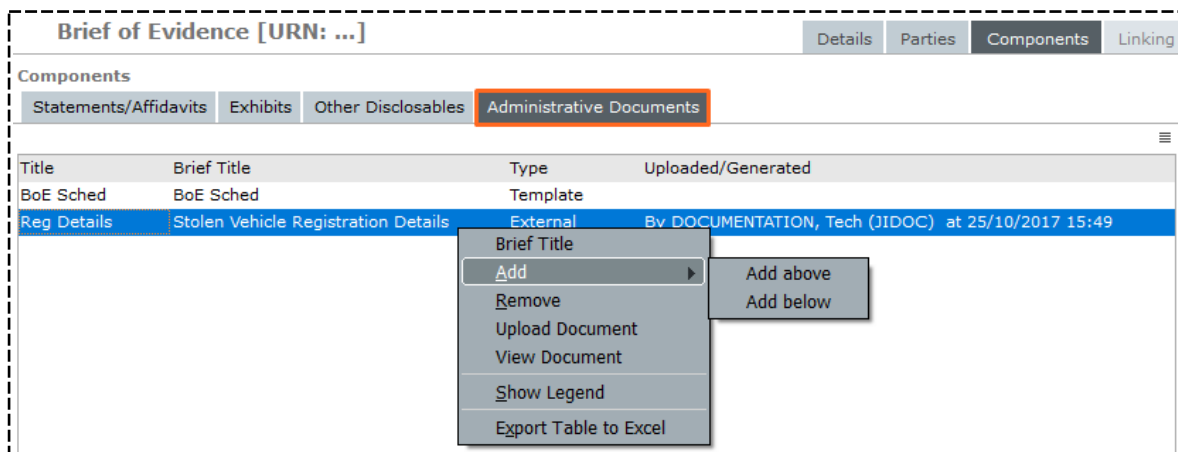 Brief of Evidence [URN: ...]
Details Parties Components Linking
Components
Statements/Affidavits Exhibits Other Disclosables Administrative Documents
Title Brief Title Type Uploaded/Generated
BoE Sched BoE Sched Template
Reg Details Stolen Vehicle Registration Details External By DOCUMENTATION, Tech (JIDOC) at 25/10/2017 15:49
Brief Title
Add Add above
Add below
Remove
Upload Document
View Document
Show Legend
Export Table to Excel